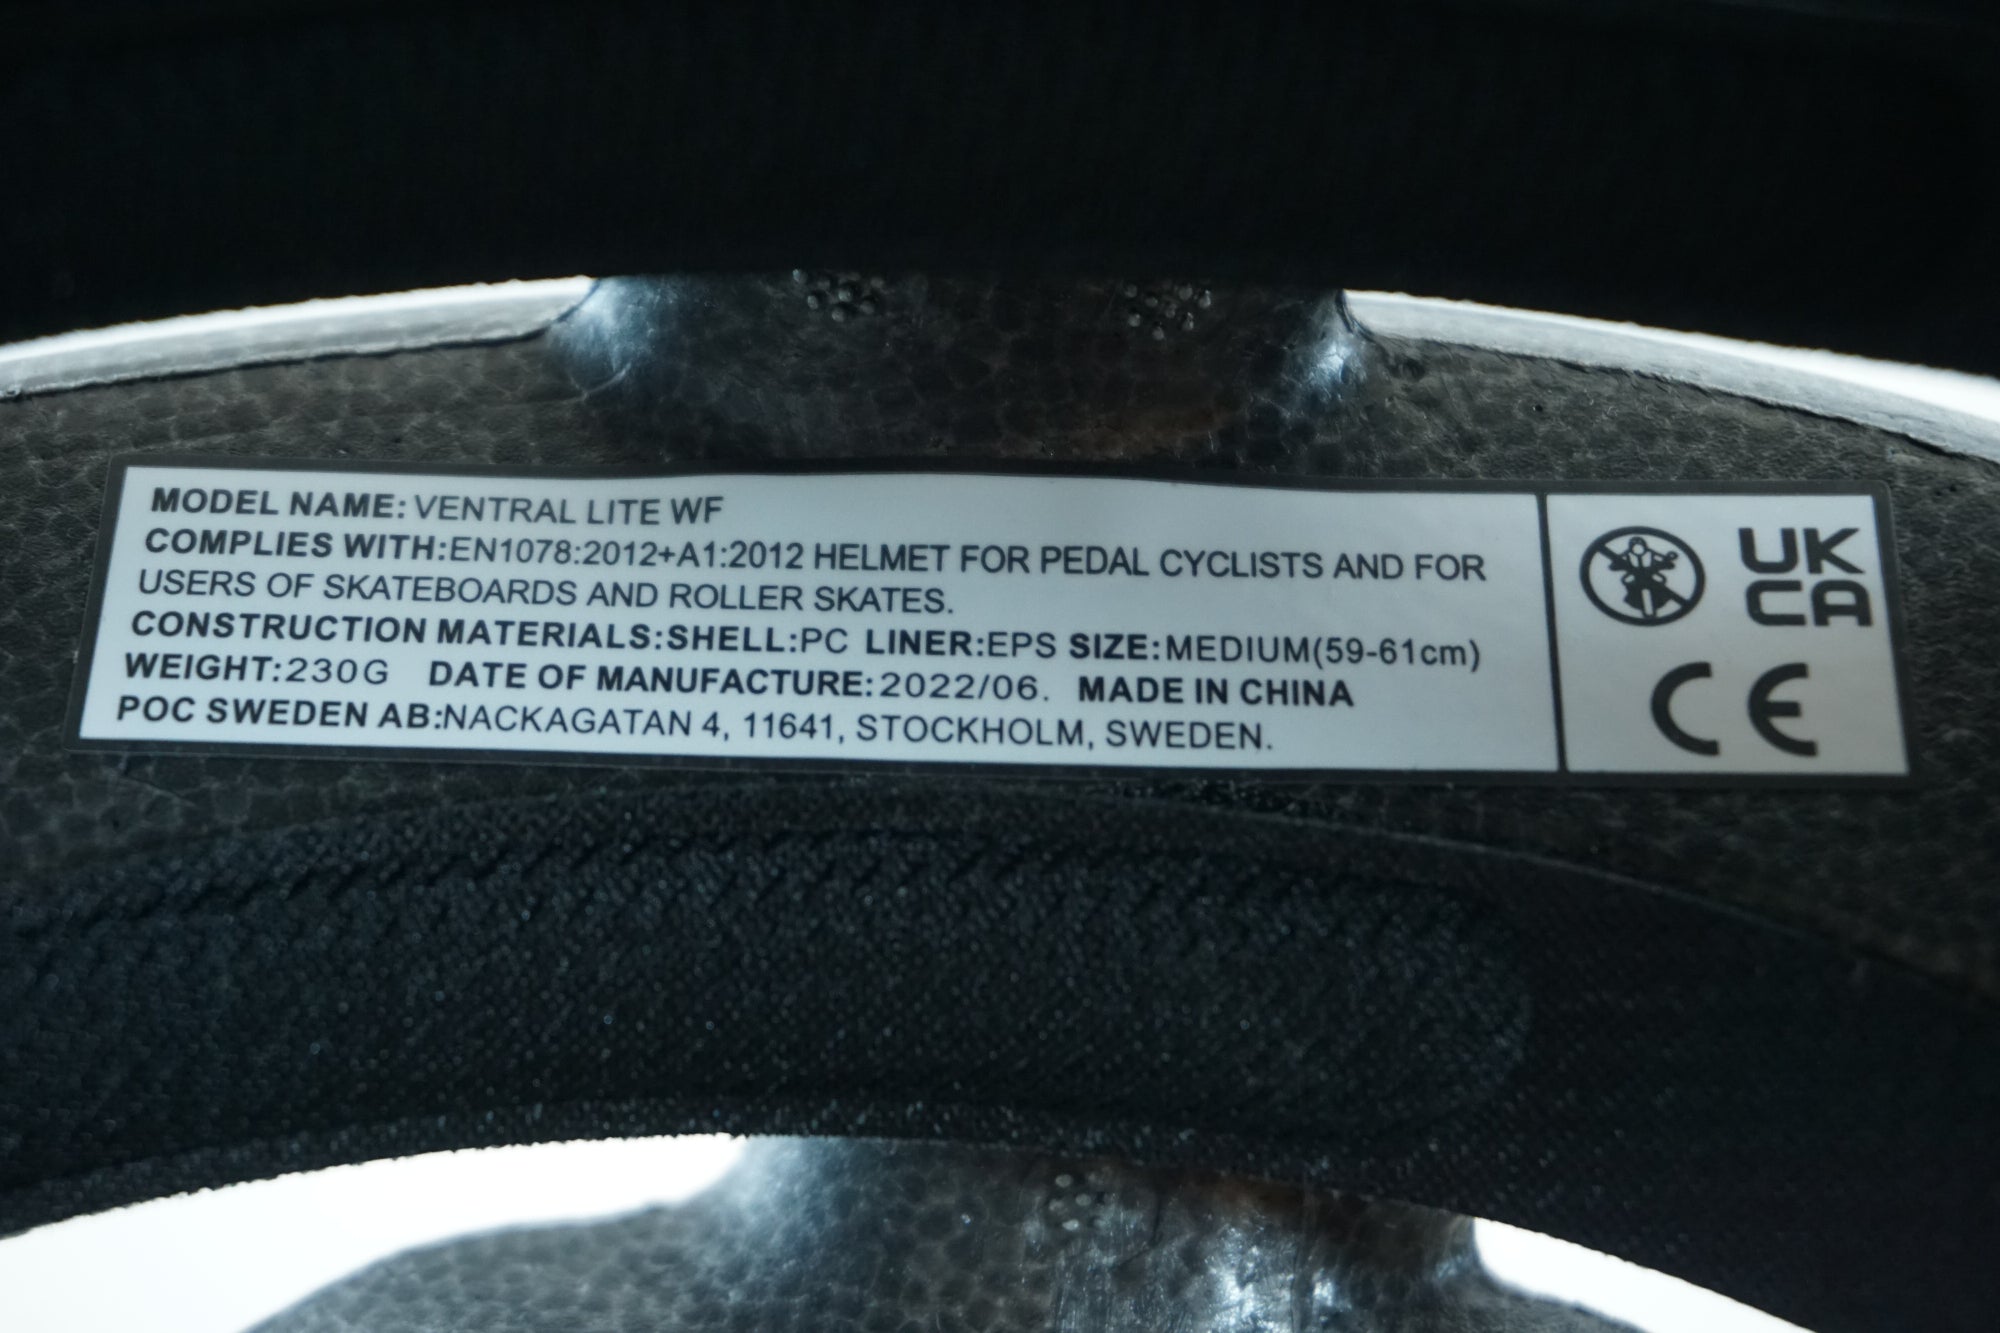 MODEL NAME: VENTRAL LITE WF
COMPLIES WITH:EN1078:2012+A1:2012 HELMET FOR PEDAL CYCLISTS AND FOR
USERS OF SKATEBOARDS AND ROLLER SKATES.
CONSTRUCTION MATERIALS:SHELL:PC LINER:EPS SIZE:MEDIUM(59-61cm)
WEIGHT:230G DATE OF MANUFACTURE:2022/06. MADE IN CHINA
POC SWEDEN AB:NACKAGATAN 4, 11641, STOCKHOLM, SWEDEN.
UK
CA
CE